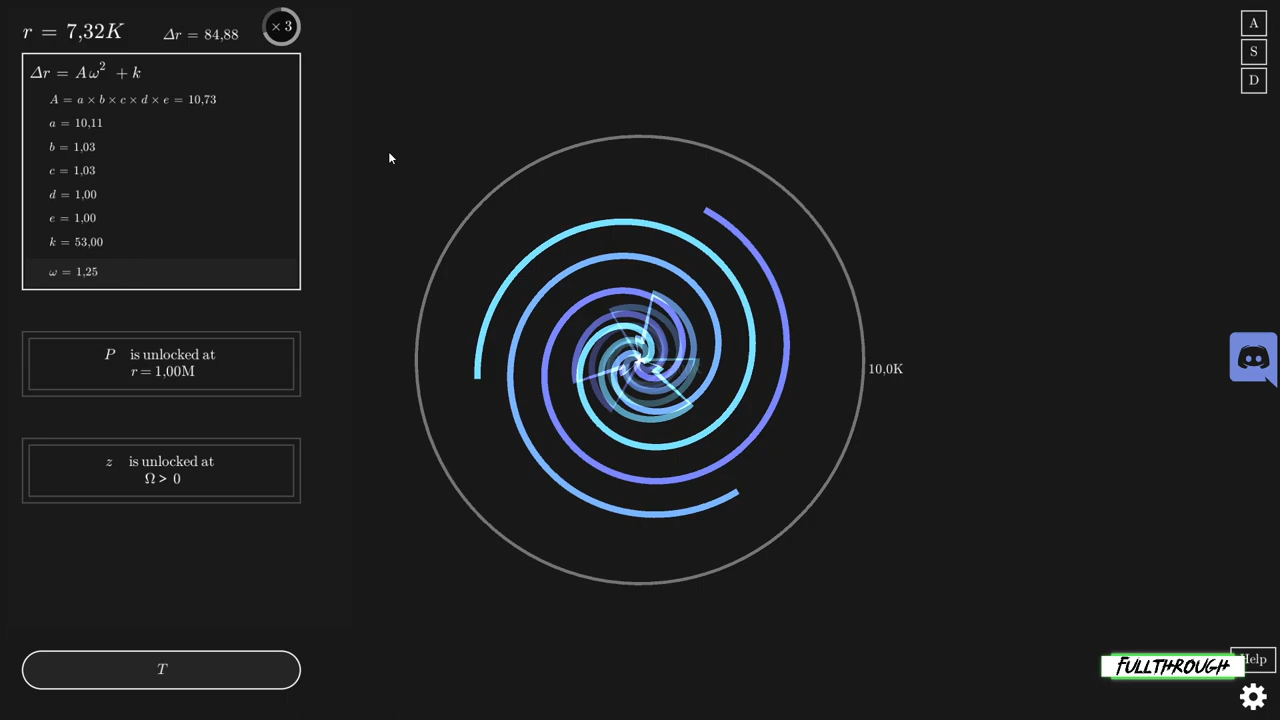 r = 7,32K
Δr = 84,88
× 3
Δr = Aω² + k
A = a × b × c × d × e = 10,73
a = 10,11
b = 1,03
c = 1,03
d = 1,00
e = 1,00
k = 53,00
ω = 1,25
P is unlocked at
r = 1,00M
z is unlocked at
Ω > 0
T
10,0K
A
S
D
Help
FULLTHROUGH